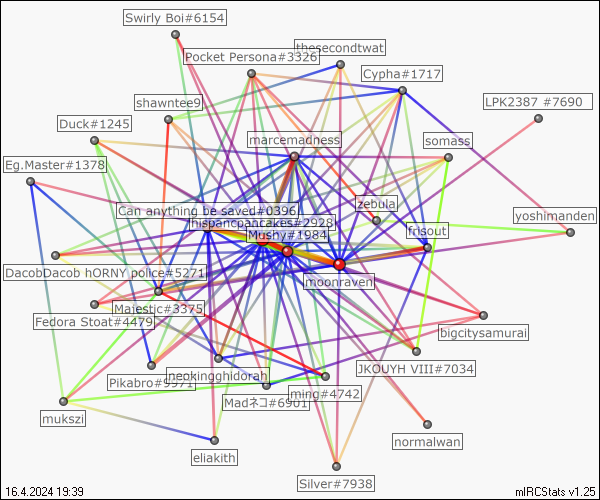 Swirly Boi#6154
thesecondtwat
Pocket Persona#3326
Cypha#1717
LPK2387 #7690
shawntee9
Duck#1245
marcemadness
somass
Eg.Master#1378
zebula
Can anything be saved#0396
yoshimanden
hispancpancakes#2928
frisout
Mushy#1984
DacobDacob hORNY police#5271
moonraven
Majestic#3375
Fedora Stoat#4479
bigcitysamurai
JKOUYH VIII#7034
neokingghidorah
Pikabro#9971
ming#4742
Madネコ#6901
mukszi
normalwan
eliakith
Silver#7938
16.4.2024 19:39
mIRCStats v1.25